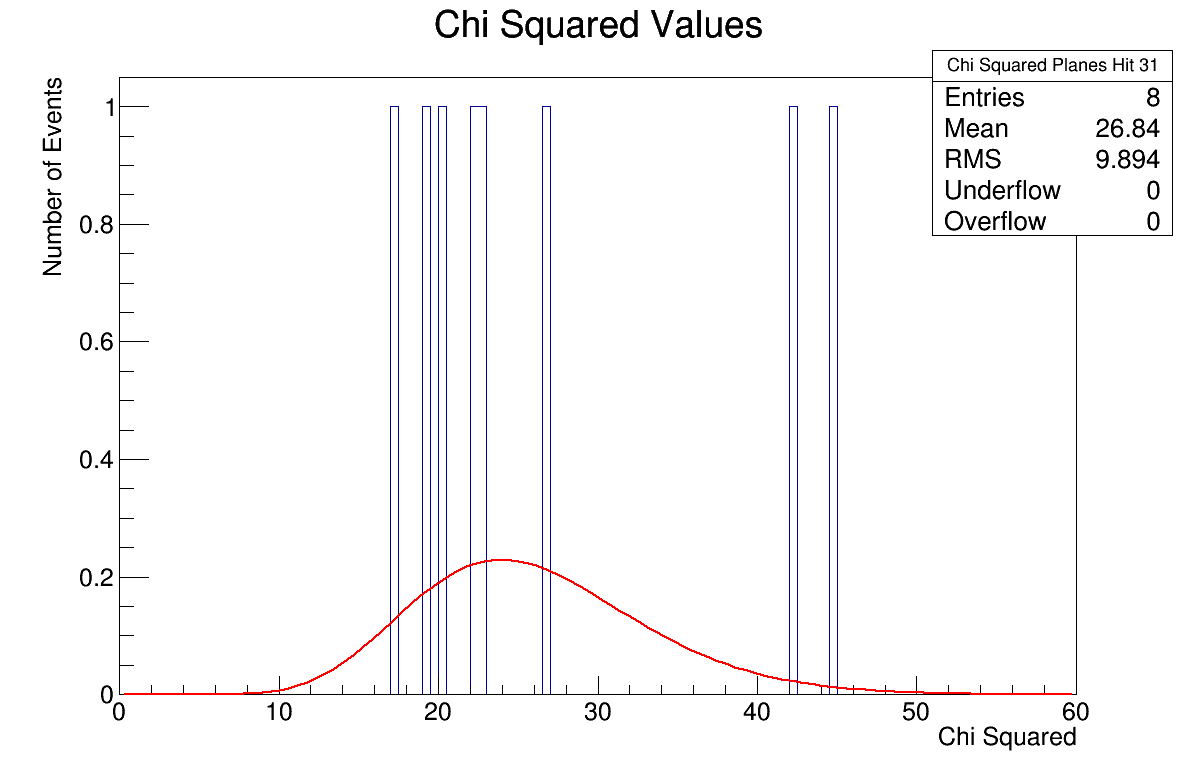 Chi Squared Values
Chi Squared Planes Hit 31
Entries 8
Mean 26.84
RMS 9.894
Underflow 0
Overflow 0
Number of Events
1
0.8
0.6
0.4
0.2
0
0 10 20 30 40 50 60
Chi Squared